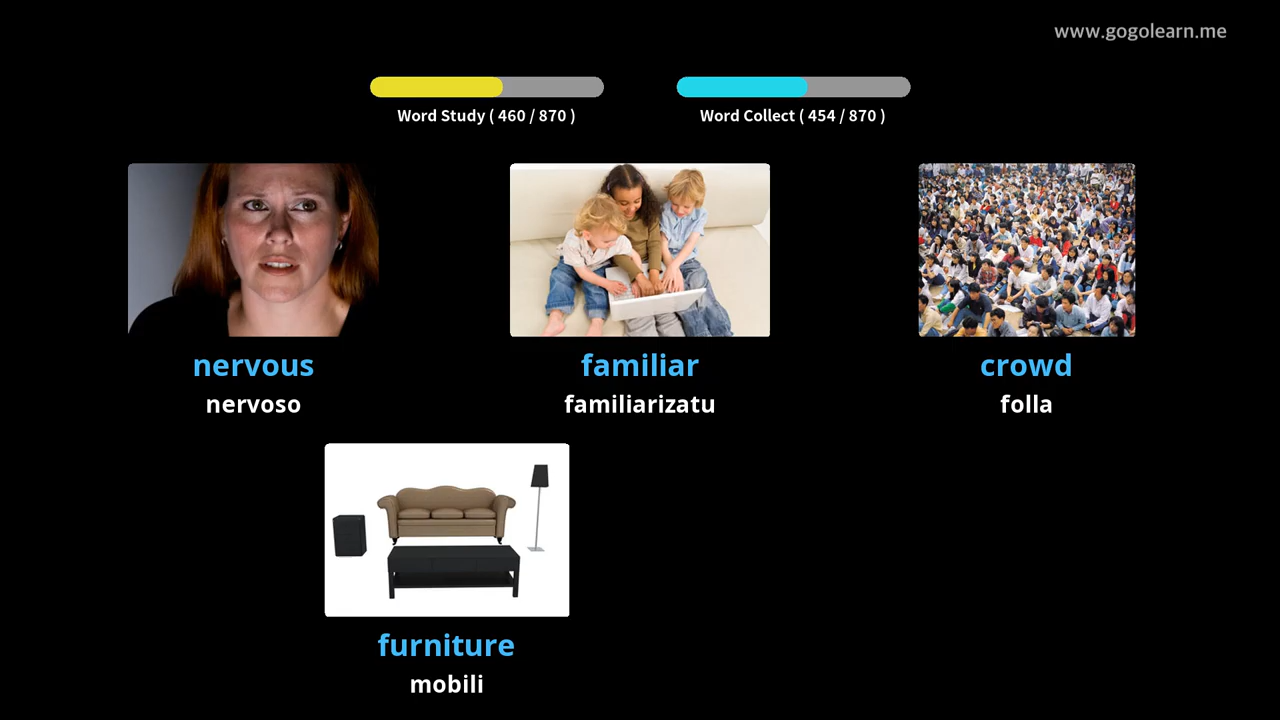 www.gogolearn.me
Word Study ( 460 / 870 )
Word Collect ( 454 / 870 )
nervous
nervoso
familiar
familiarizatu
crowd
folla
furniture
mobili